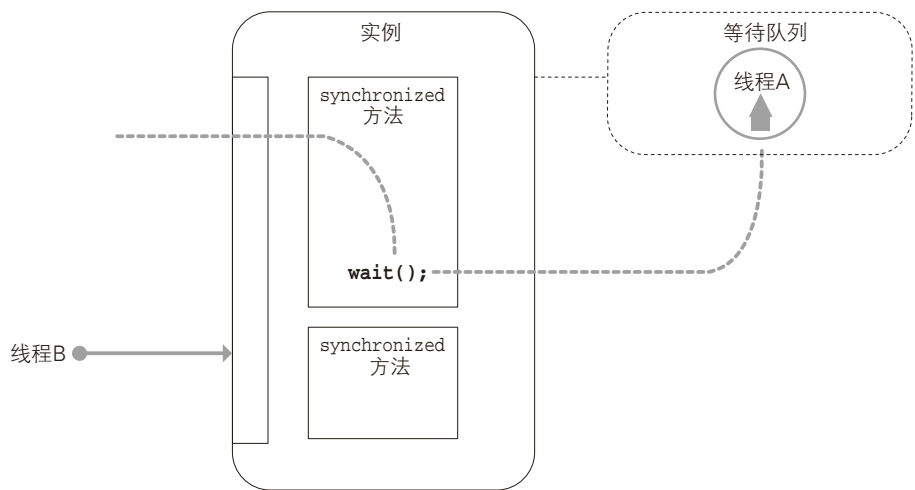 实例
等待队列
线程A
synchronized
方法
wait();
线程B
synchronized
方法